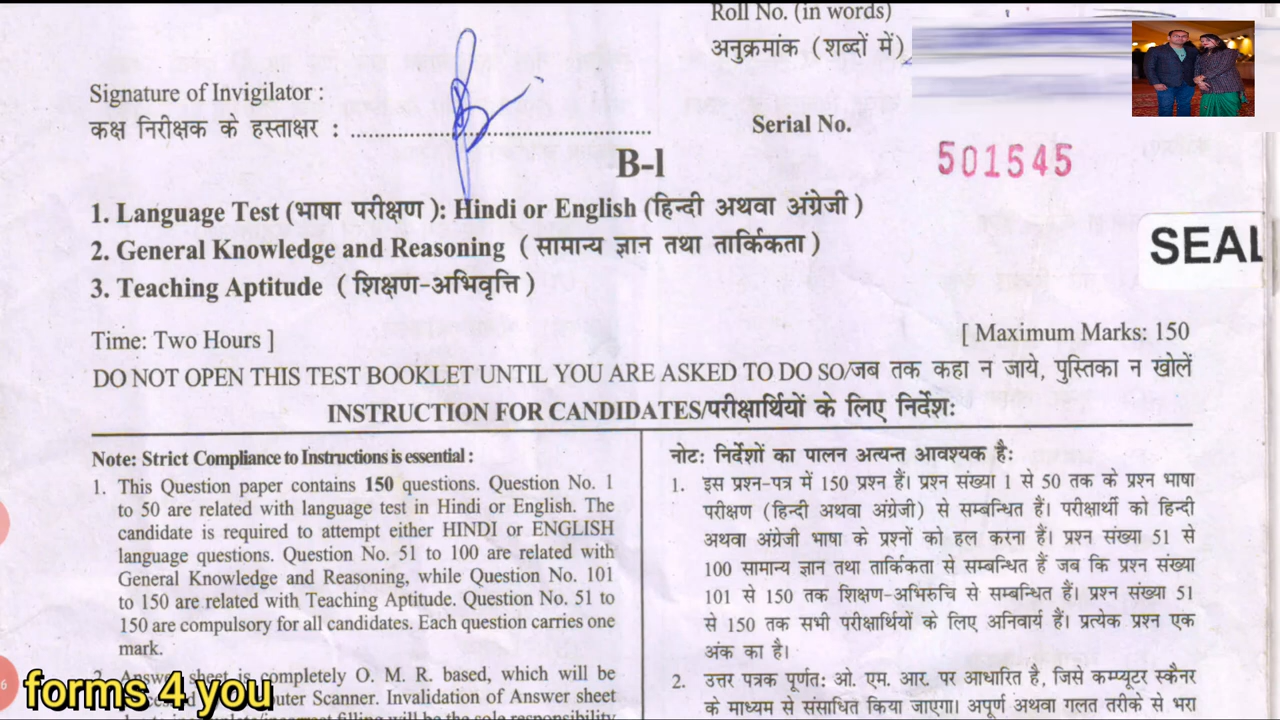 Roll No. (in words)
अनुक्रमांक (शब्दों में)
Signature of Invigilator :
कक्ष निरीक्षक के हस्ताक्षर :
Serial No.
501545
B-I
1. Language Test (भाषा परीक्षण ): Hindi or English (हिन्दी अथवा अंग्रेजी )
2. General Knowledge and Reasoning ( सामान्य ज्ञान तथा तार्किकता )
3. Teaching Aptitude ( शिक्षण-अभिवृत्ति )
SEAL
Time: Two Hours ]
[ Maximum Marks: 150
DO NOT OPEN THIS TEST BOOKLET UNTIL YOU ARE ASKED TO DO SO/जब तक कहा न जाये, पुस्तिका न खोलें
INSTRUCTION FOR CANDIDATES/परीक्षार्थियों के लिए निर्देश:
Note: Strict Compliance to Instructions is essential :
1. This Question paper contains 150 questions. Question No. 1
to 50 are related with language test in Hindi or English. The
candidate is required to attempt either HINDI or ENGLISH
language questions. Question No. 51 to 100 are related with
General Knowledge and Reasoning, while Question No. 101
to 150 are related with Teaching Aptitude. Question No. 51 to
150 are compulsory for all candidates. Each question carries one
mark.
Answer sheet is completely O. M. R. based, which will be
Scanner. Invalidation of Answer sheet
नोट: निर्देशों का पालन अत्यन्त आवश्यक है:
1. इस प्रश्न-पत्र में 150 प्रश्न हैं। प्रश्न संख्या 1 से 50 तक के प्रश्न भाषा
परीक्षण (हिन्दी अथवा अंग्रेजी) से सम्बन्धित हैं। परीक्षार्थी को हिन्दी
अथवा अंग्रेजी भाषा के प्रश्नों को हल करना हैं। प्रश्न संख्या 51 से
100 सामान्य ज्ञान तथा तार्किकता से सम्बन्धित हैं जब कि प्रश्न संख्या
101 से 150 तक शिक्षण-अभिरुचि से सम्बन्धित हैं। प्रश्न संख्या 51
से 150 तक सभी परीक्षार्थियों के लिए अनिवार्य हैं। प्रत्येक प्रश्न एक
अंक का है।
2. उत्तर पत्रक पूर्णत: ओ. एम. आर. पर आधारित है, जिसे कम्प्यूटर स्कैनर
के माध्यम से संसाधित किया जाएगा। अपूर्ण अथवा गलत तरीके से भरा
forms 4 you